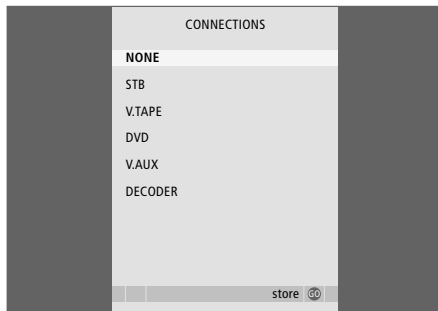 CONNECTIONS
NONE
STB
V.TAPE
DVD
V.AUX
DECODER
store GO